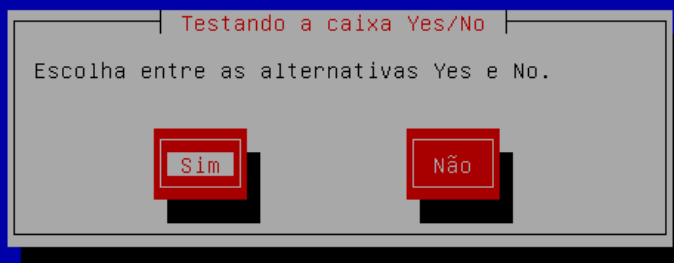 Testando a caixa Yes/No
Escolha entre as alternativas Yes e No.
Sim Não